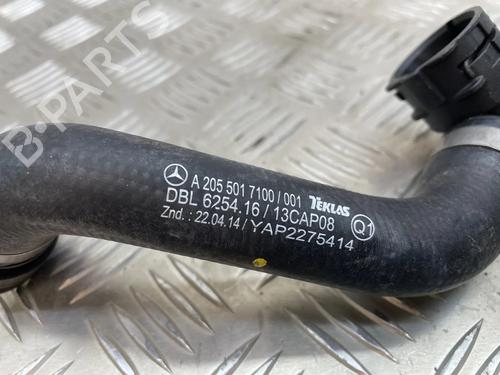 A 205 501 7100/001 TEKLAS
DBL 6254.16/13CAP08 Q1
Znd.: 22.04.14/YAP2275414
B-PARTS